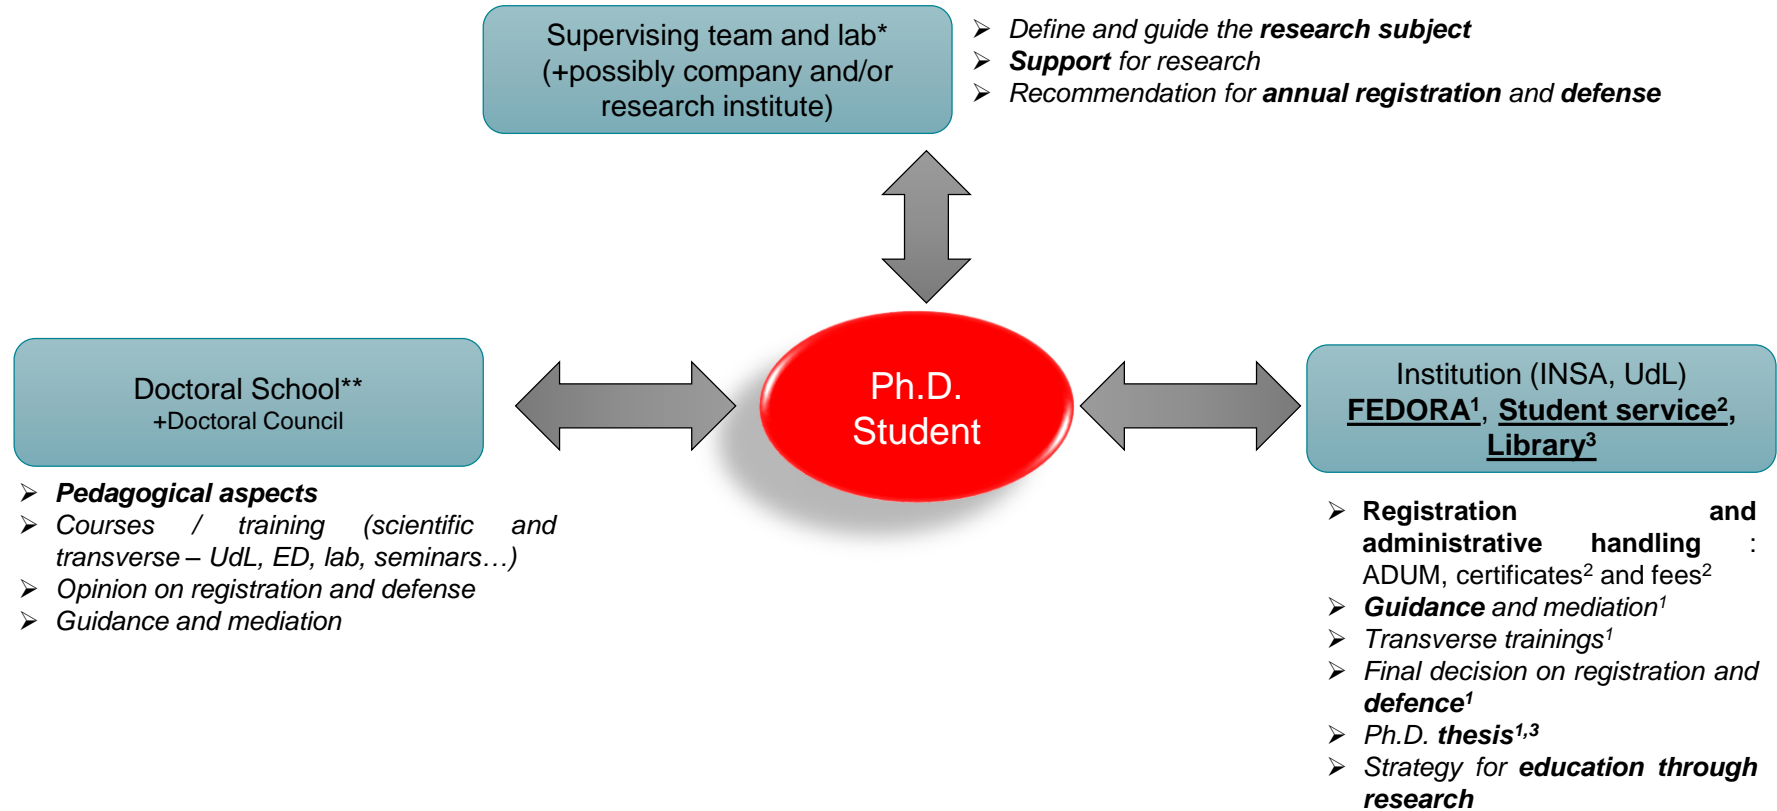 Supervising team and lab*
(+possibly company and/or
research institute)
➢ Define and guide the research subject
➢ Support for research
➢ Recommendation for annual registration and defense
Doctoral School**
+Doctoral Council
Ph.D.
Student
Institution (INSA, UdL)
FEDORA¹, Student service²,
Library³
➢ Pedagogical aspects
➢ Courses / training (scientific and
transverse – UdL, ED, lab, seminars…)
➢ Opinion on registration and defense
➢ Guidance and mediation
➢ Registration and
administrative handling :
ADUM, certificates² and fees²
➢ Guidance and mediation¹
➢ Transverse trainings¹
➢ Final decision on registration and
defence¹
➢ Ph.D. thesis¹,³
➢ Strategy for education through
research